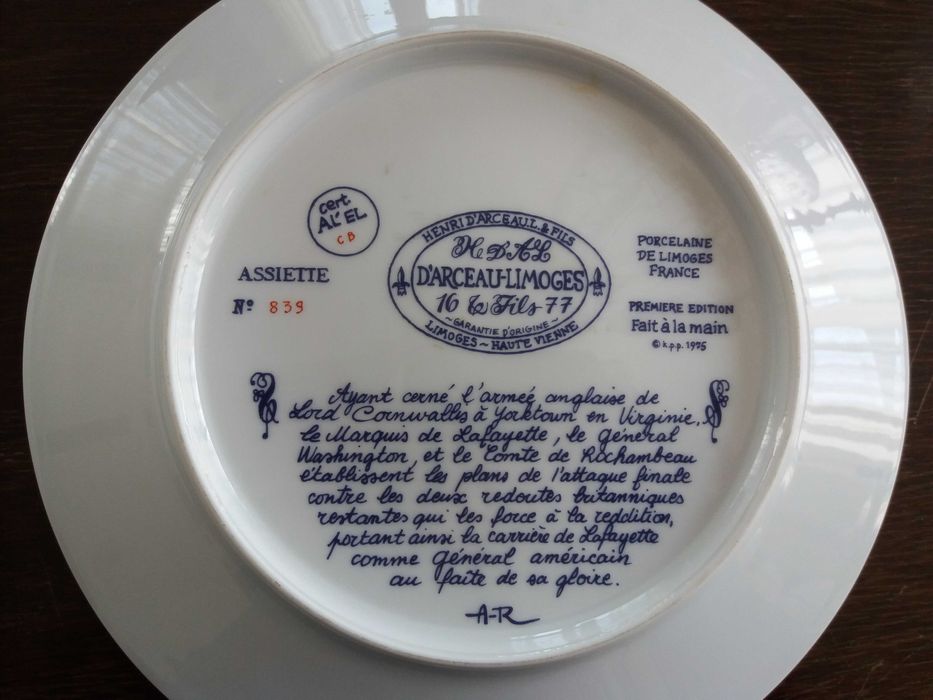 cert
AL' EL
CB
ASSIETTE
Nº 839
HENRI D'ARCEAU L. & FILS
H DAL
D'ARCEAU-LIMOGES
16 & Fils 77
~GARANTIE D'ORIGINE~
LIMOGES ~ HAUTE VIENNE
PORCELAINE
DE LIMOGES
FRANCE
PREMIERE EDITION
Fait à la main
© k.p.p. 1975
Ayant cerné l'armée anglaise de
Lord Cornwalles à Yorktown en Virginie,
le Marquis de Lafayette, le général
Washington et le Comte de Rochambeau
établissent les plans de l'attaque finale
contre les deux redoutes britanniques
restantes qui les force à la reddition,
portant ainsi la carrière de Lafayette
comme général américain
au faîte de sa gloire.
A-R